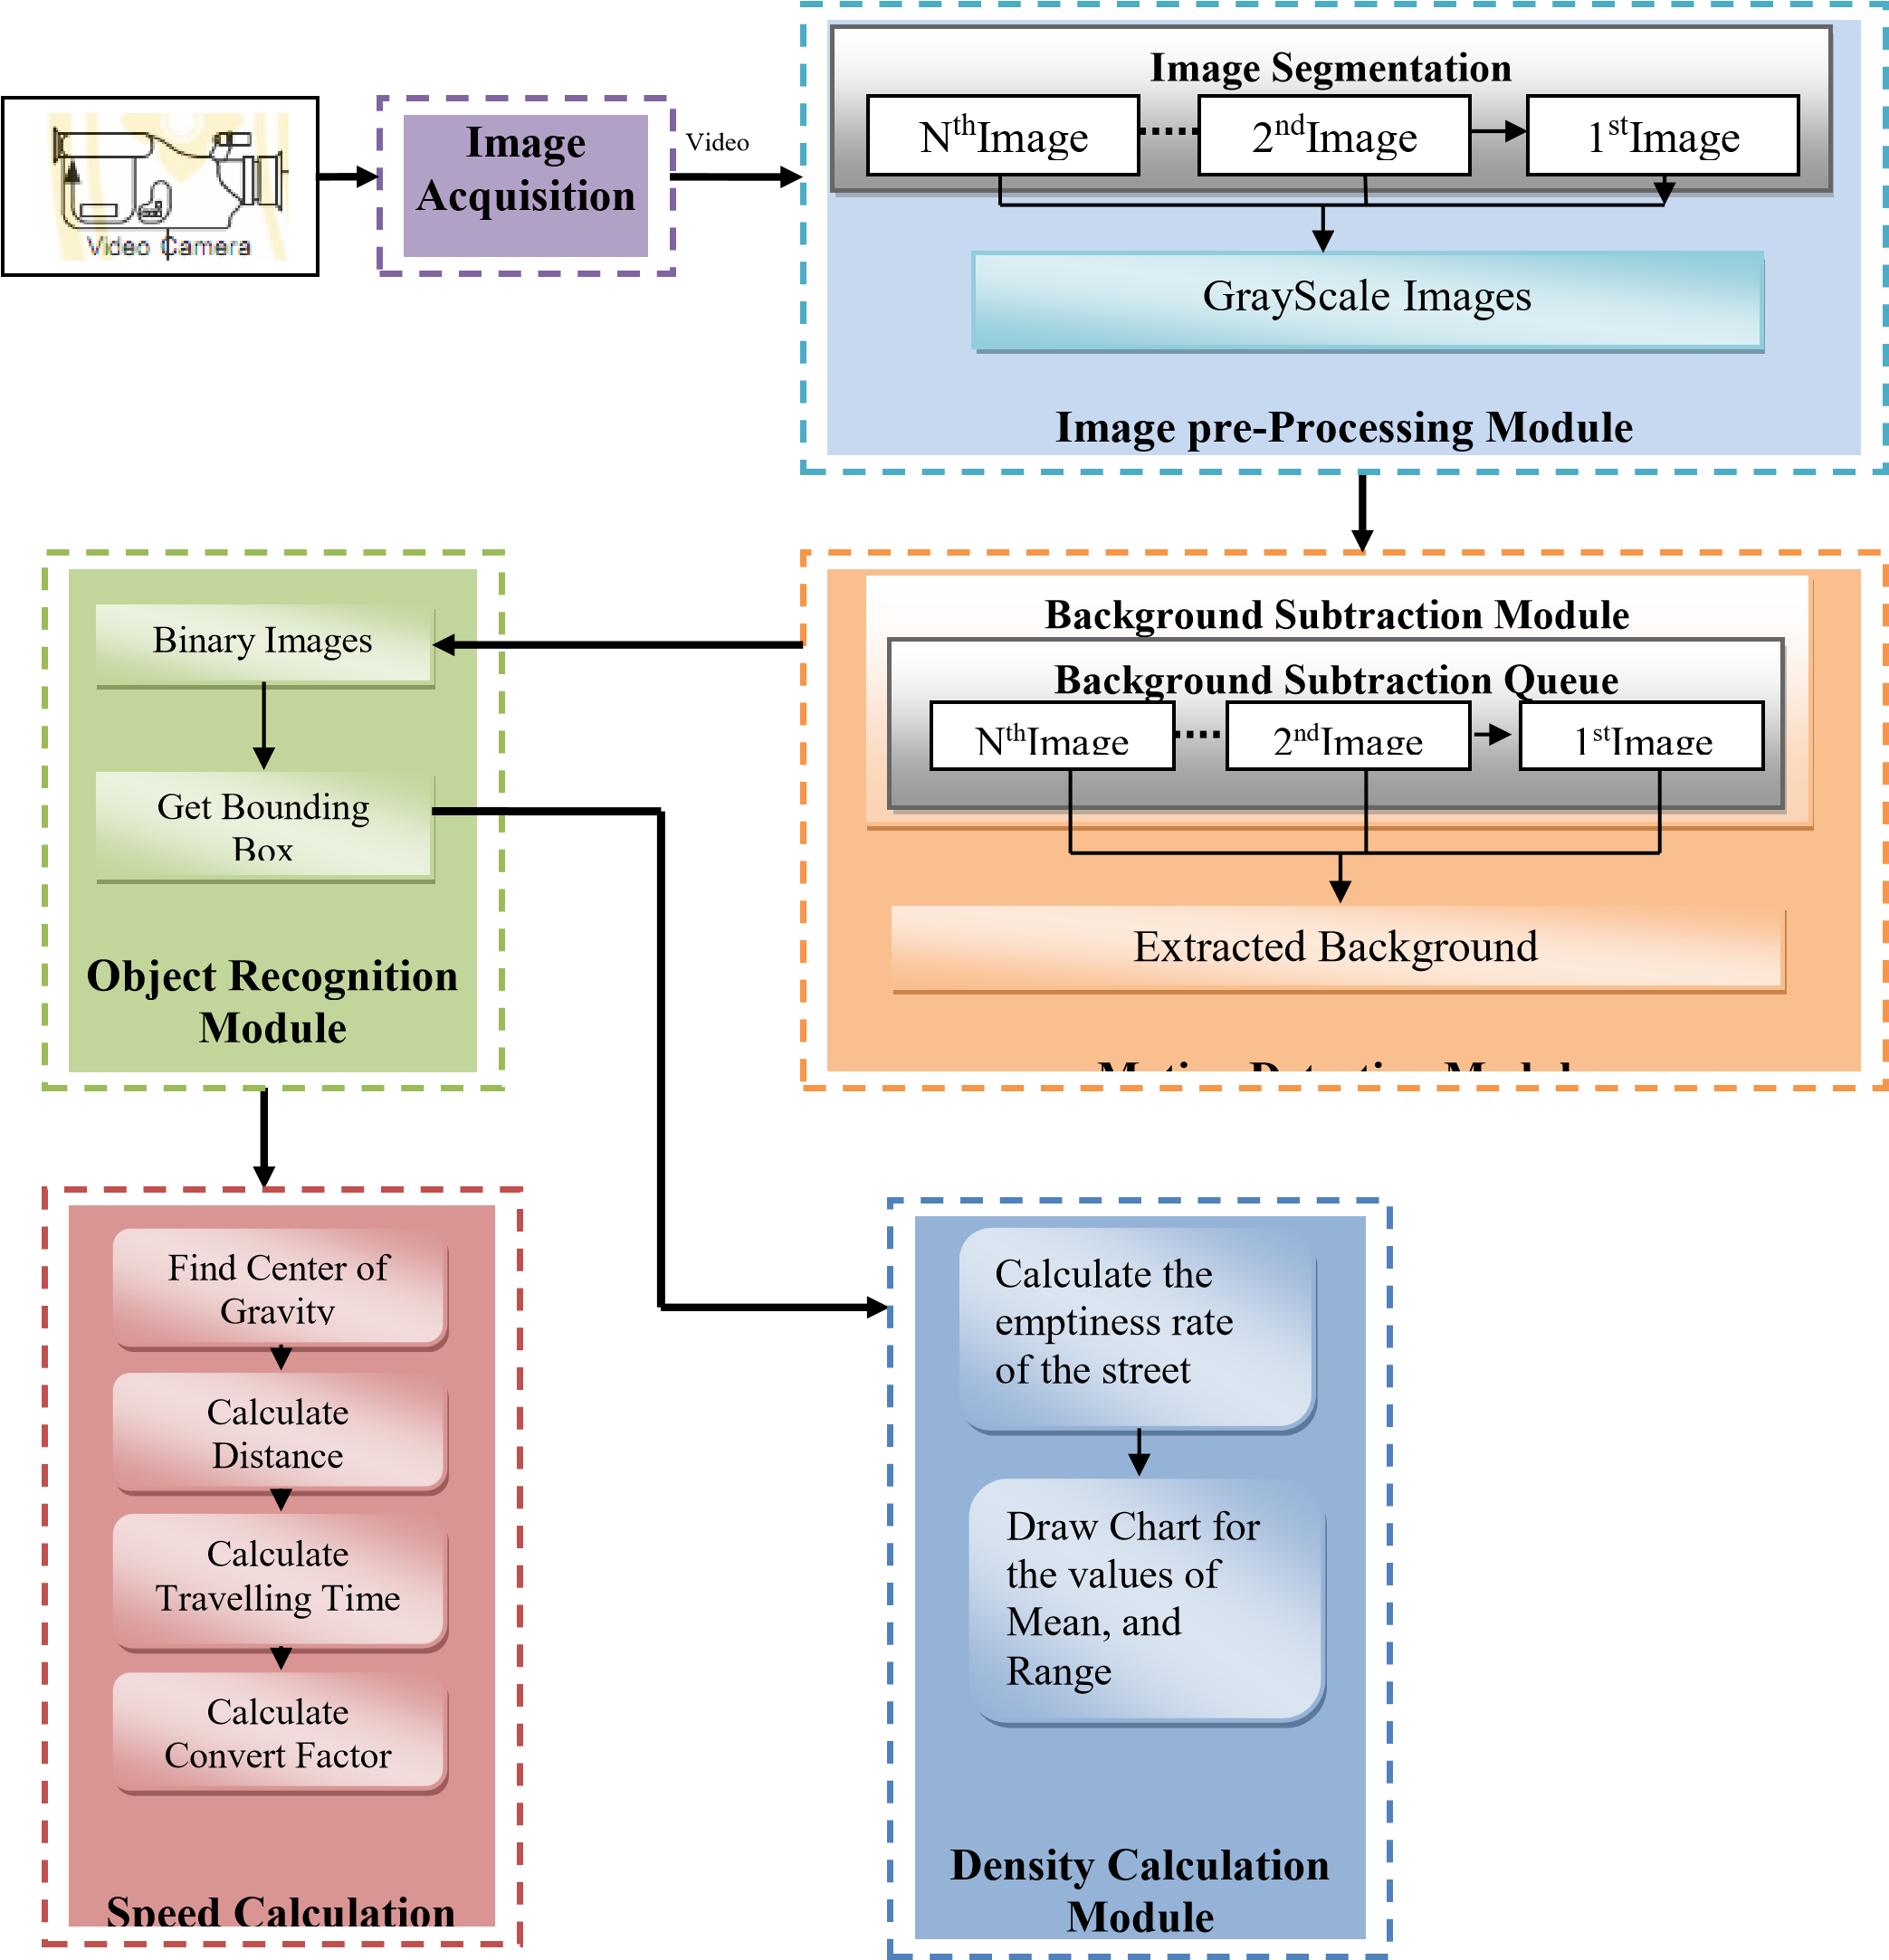 Video Camera
Image
Acquisition
Video
Image Segmentation
NthImage
2ndImage
1stImage
GrayScale Images
Image pre-Processing Module
Background Subtraction Module
Background Subtraction Queue
NthImage
2ndImage
1stImage
Extracted Background
Binary Images
Get Bounding
Box
Object Recognition
Module
Find Center of
Gravity
Calculate
Distance
Calculate
Travelling Time
Calculate
Convert Factor
Speed Calculation
Calculate the
emptiness rate
of the street
Draw Chart for
the values of
Mean, and
Range
Density Calculation
Module